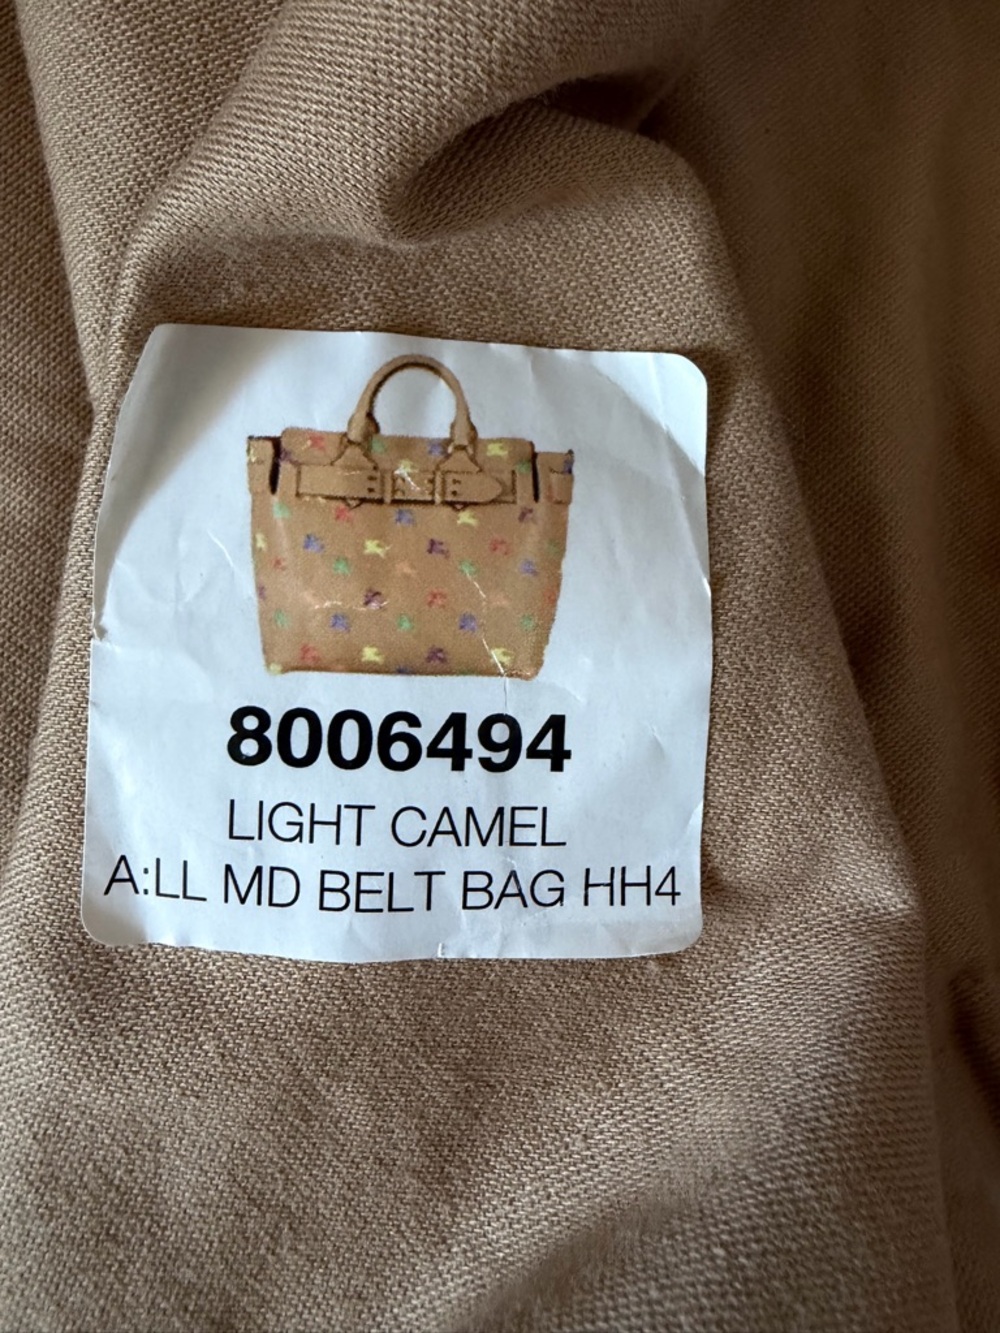 8006494
LIGHT CAMEL
A:LL MD BELT BAG HH4